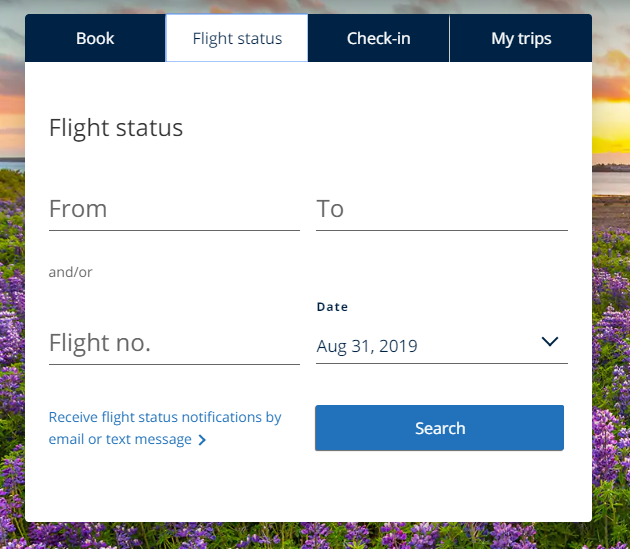 Book Flight status Check-in My trips
Flight status
From To
and/or
Date
Flight no. Aug 31, 2019
Receive flight status notifications by
email or text message
Search